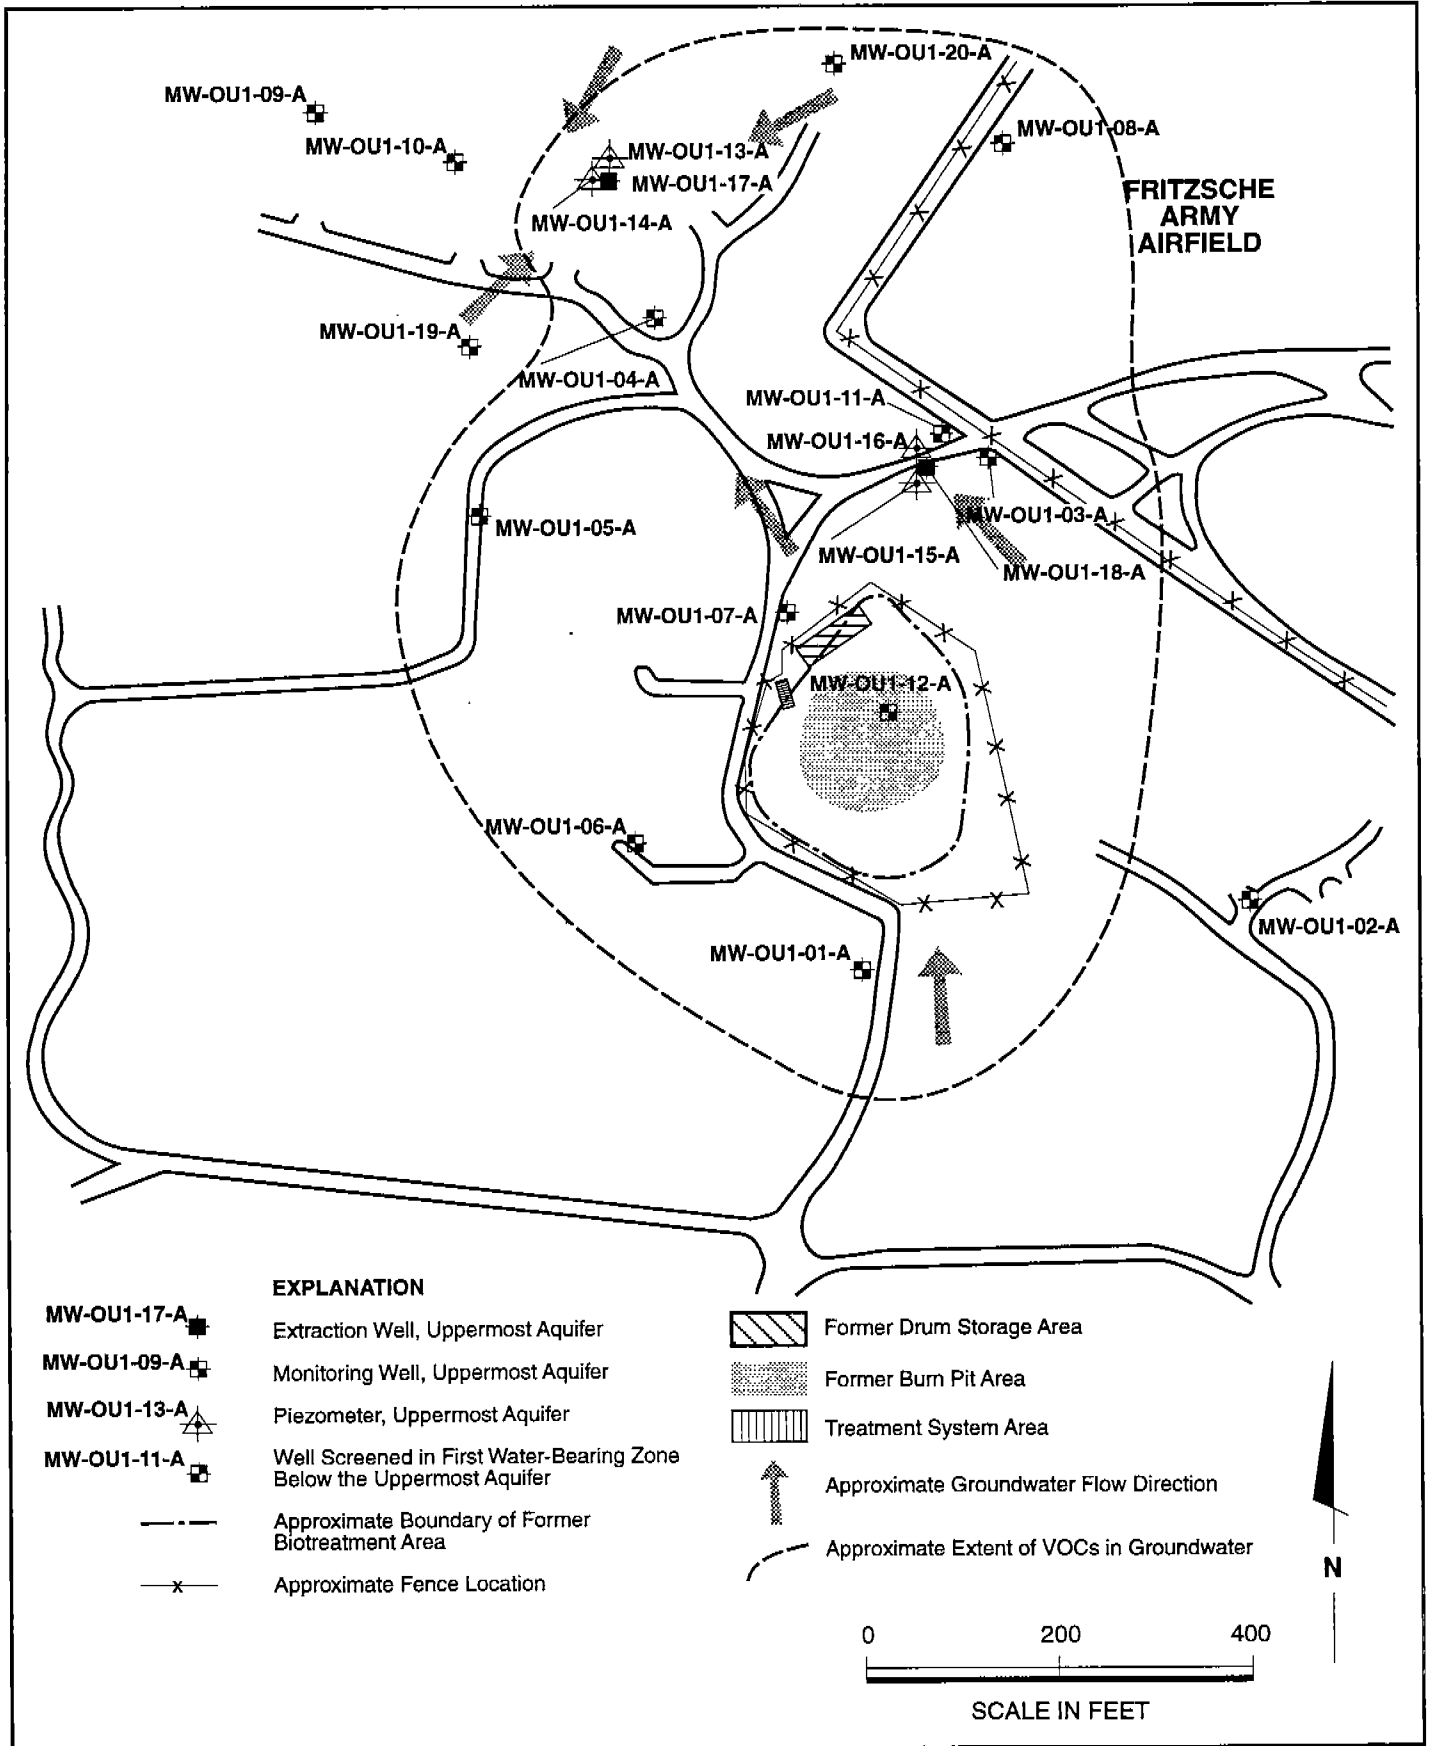 MW-OU1-20-A
MW-OU1-09-A
MW-OU1-08-A
MW-OU1-10-A
MW-OU1-13-A
MW-OU1-17-A
MW-OU1-14-A
FRITZSCHE
ARMY
AIRFIELD
MW-OU1-19-A
MW-OU1-04-A
MW-OU1-11-A
MW-OU1-16-A
MW-OU1-03-A
MW-OU1-05-A
MW-OU1-15-A
MW-OU1-18-A
MW-OU1-07-A
MW-OU1-12-A
MW-OU1-06-A
MW-OU1-02-A
MW-OU1-01-A
EXPLANATION
MW-OU1-17-A
Extraction Well, Uppermost Aquifer
MW-OU1-09-A
Monitoring Well, Uppermost Aquifer
MW-OU1-13-A
Piezometer, Uppermost Aquifer
MW-OU1-11-A
Well Screened in First Water-Bearing Zone
Below the Uppermost Aquifer
Approximate Boundary of Former
Biotreatment Area
x
Approximate Fence Location
Former Drum Storage Area
Former Burn Pit Area
Treatment System Area
Approximate Groundwater Flow Direction
Approximate Extent of VOCs in Groundwater
N
0 200 400
SCALE IN FEET